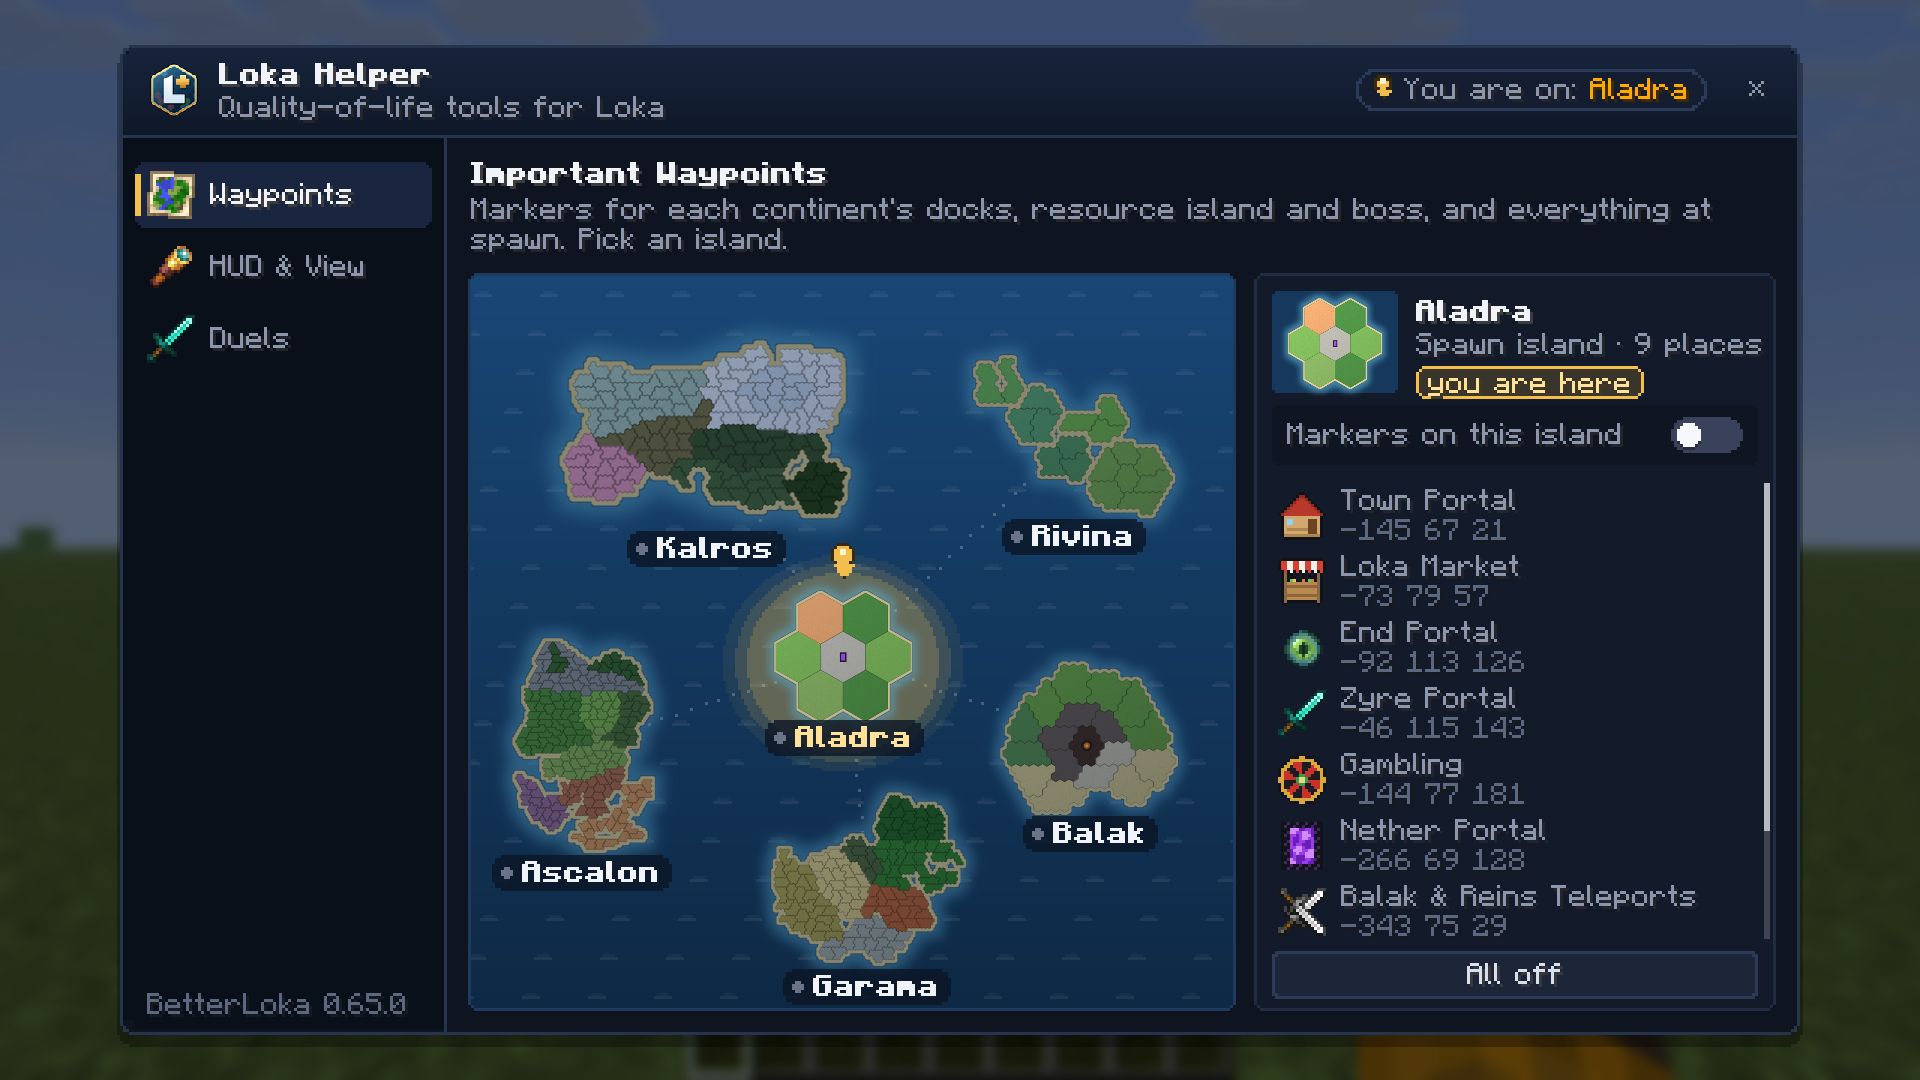 Loka Helper
Quality-of-life tools for Loka
You are on: Aladra
Waypoints
HUD & View
Duels
BetterLoka 0.65.0
Important Waypoints
Markers for each continent's docks, resource island and boss, and everything at
spawn. Pick an island.
Kalros
Rivina
Aladra
Ascalon
Balak
Garama
Aladra
Spawn island · 9 places
you are here
Markers on this island
Town Portal
-145 67 21
Loka Market
-73 79 57
End Portal
-92 113 126
Zyre Portal
-46 115 143
Gambling
-144 77 181
Nether Portal
-266 69 128
Balak & Reins Teleports
-343 75 29
All off